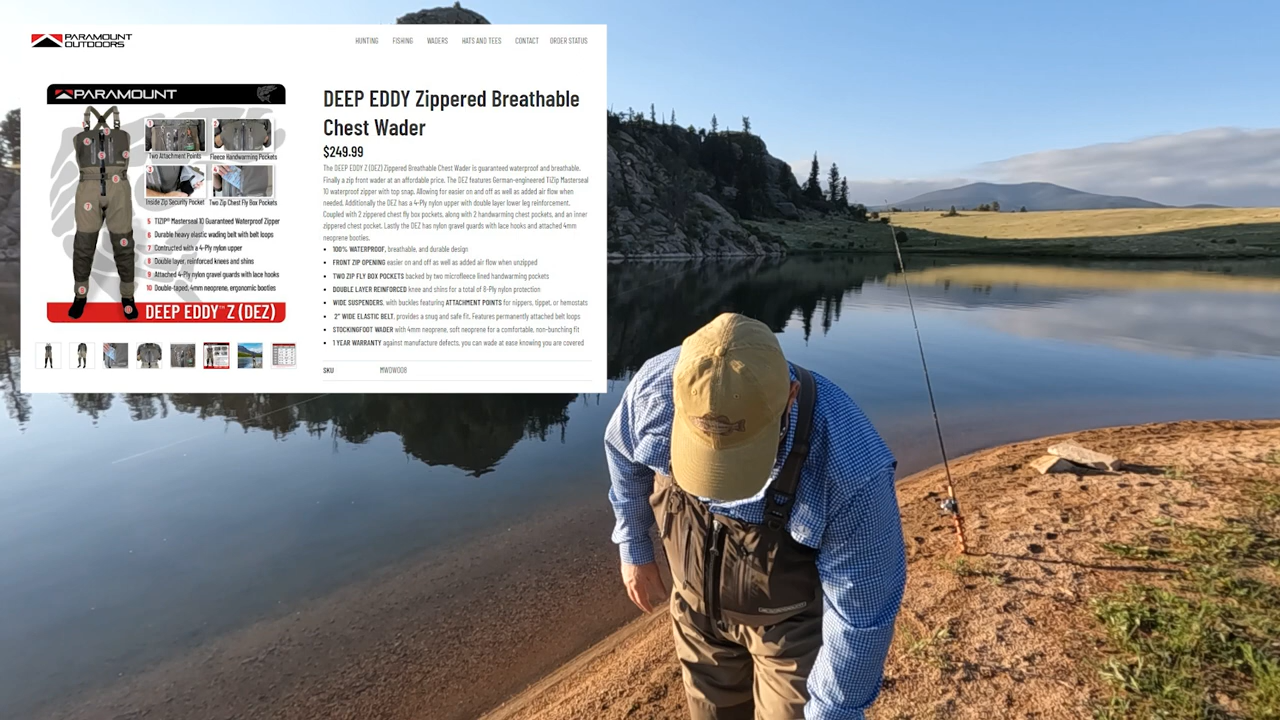 PARAMOUNT
OUTDOORS
HUNTING FISHING WADERS HATS AND TEES CONTACT ORDER STATUS
PARAMOUNT
Two Attachment Points Fleece Handwarming Pockets
Inside Zip Security Pocket Two Zip Chest Fly Box Pockets
5 TIZIP® Masterseal 10 Guaranteed Waterproof Zipper
6 Durable heavy elastic wading belt with belt loops
7 Contructed with a 4-Ply nylon upper
8 Double layer, reinforced knees and shins
9 Attached 4-Ply nylon gravel guards with lace hooks
10 Double-taped, 4mm neoprene, ergonomic booties
DEEP EDDY™ Z (DEZ)
DEEP EDDY Zippered Breathable
Chest Wader
$249.99
The DEEP EDDY Z (DEZ) Zippered Breathable Chest Wader is guaranteed waterproof and breathable.
Finally a zip front wader at an affordable price. The DEZ features German-engineered TiZip Masterseal
10 waterproof zipper with top snap. Allowing for easier on and off as well as added air flow when
needed. Additionally the DEZ has a 4-Ply nylon upper with double layer lower leg reinforcement.
Coupled with 2 zippered chest fly box pockets, along with 2 handwarming chest pockets, and an inner
zippered chest pocket. Lastly the DEZ has nylon gravel guards with lace hooks and attached 4mm
neoprene booties.
• 100% WATERPROOF, breathable, and durable design
• FRONT ZIP OPENING easier on and off as well as added air flow when unzipped
• TWO ZIP FLY BOX POCKETS backed by two microfleece lined handwarming pockets
• DOUBLE LAYER REINFORCED knee and shins for a total of 8-Ply nylon protection
• WIDE SUSPENDERS, with buckles featuring ATTACHMENT POINTS for nippers, tippet, or hemostats
• 2" WIDE ELASTIC BELT, provides a snug and safe fit. Features permanently attached belt loops
• STOCKINGFOOT WADER with 4mm neoprene, soft neoprene for a comfortable, non-bunching fit
• 1 YEAR WARRANTY against manufacture defects, you can wade at ease knowing you are covered
SKU MWDW008